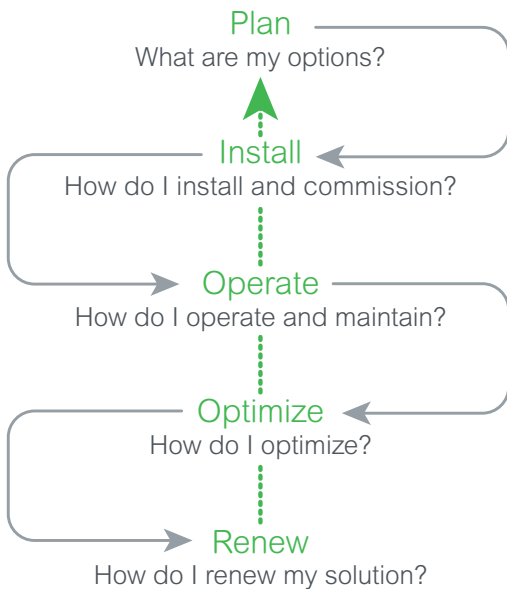 Plan
What are my options?
Install
How do I install and commission?
Operate
How do I operate and maintain?
Optimize
How do I optimize?
Renew
How do I renew my solution?